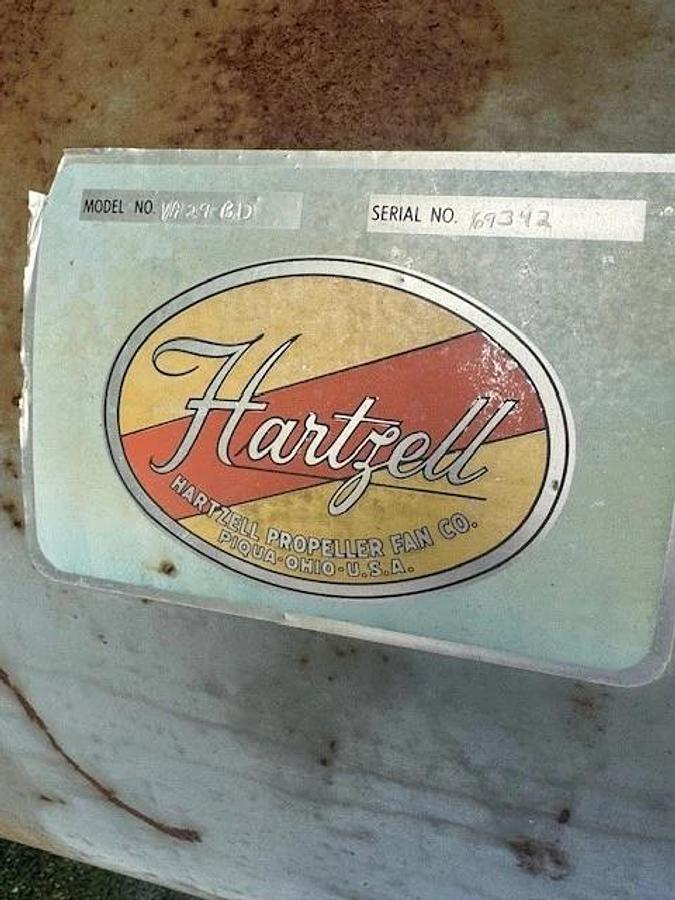 MODEL NO.
SERIAL NO. 69342
Hartzell
HARTZELL PROPELLER FAN CO.
PIQUA-OHIO-U.S.A.